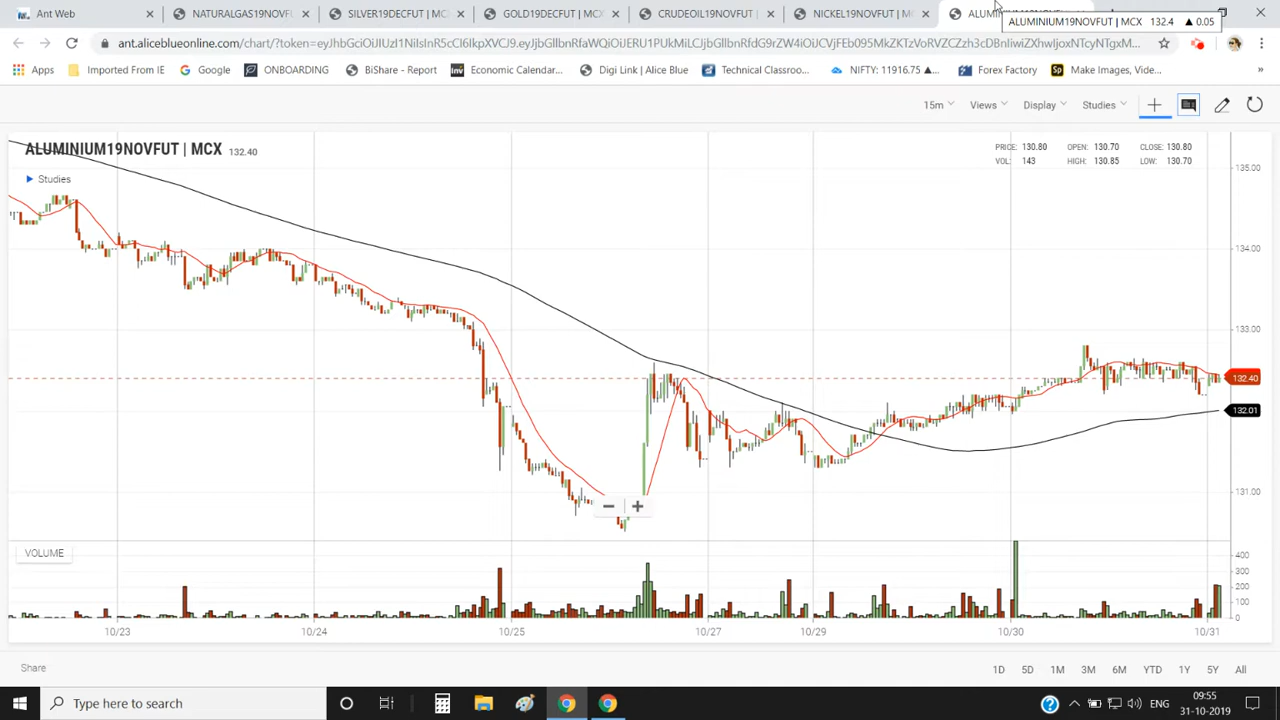 Ant Web
NATURALGAS19NOVF
SILVER19DECFUT | MC
GOLD19DECFUT | MCX
CRUDEOIL19NOVFUT |
NICKEL19NOVFUT | MC
ALUMINIUM19NOVFUT | MCX 132.4 ▲ 0.05
Apps
Imported From IE
Google
ONBOARDING
BiShare - Report
Economic Calendar...
Digi Link | Alice Blue
Technical Classroo...
NIFTY: 11916.75 ▲...
Forex Factory
Make Images, Vide...
»
15m
Views
Display
Studies
ALUMINIUM19NOVFUT | MCX 132.40
Studies
PRICE: 130.80 OPEN: 130.70 CLOSE: 130.80
VOL: 143 HIGH: 130.85 LOW: 130.70
135.00
134.00
133.00
132.40
132.01
131.00
VOLUME
400
300
200
100
0
10/23
10/24
10/25
10/27
10/29
10/30
10/31
Share
1D 5D 1M 3M 6M YTD 1Y 5Y All
Type here to search
ENG
09:55
31-10-2019